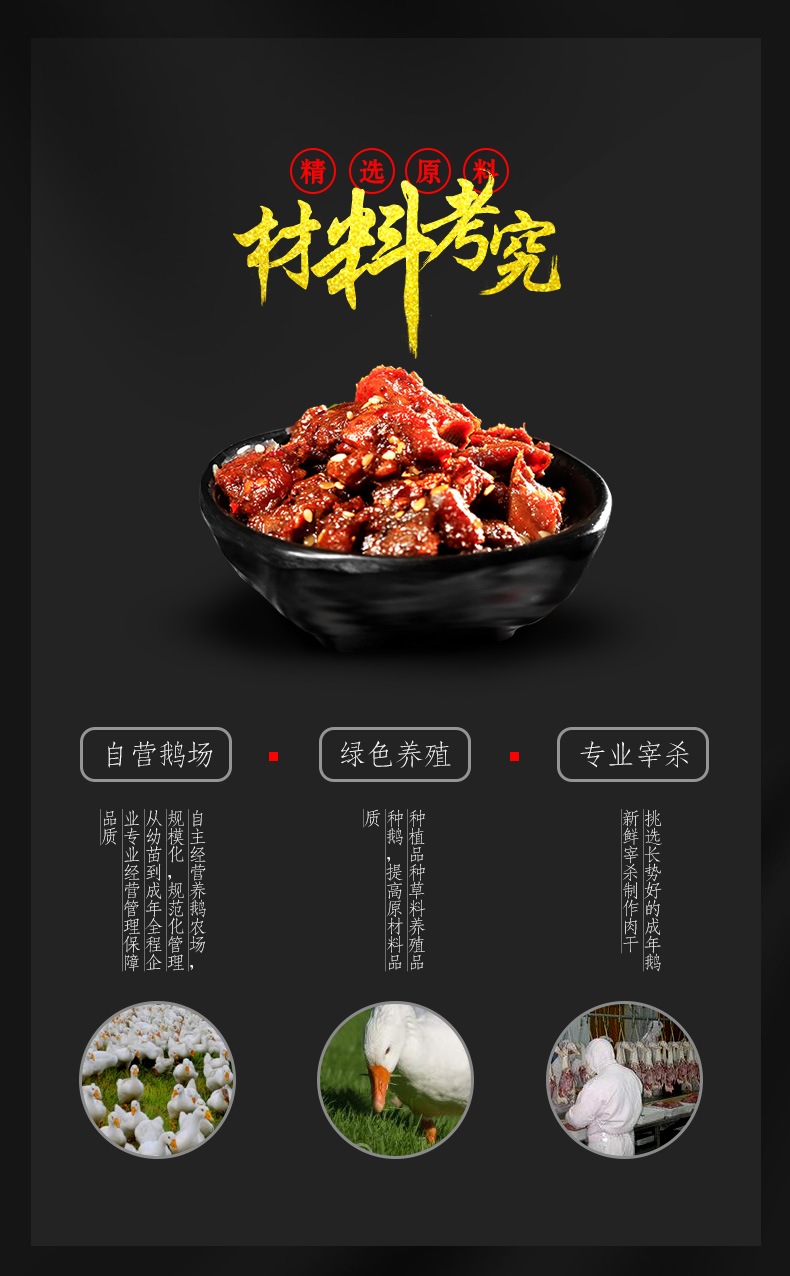 精选原料
材料考究
自营鹅场
绿色养殖
专业宰杀
自主经营养鹅农场，
规模化，规范化管理
从幼苗到成年全程企
业专业经营管理保障
品质
种植品种草料养殖品
种鹅，提高原材料品
质
挑选长势好的成年鹅
新鲜宰杀制作肉干